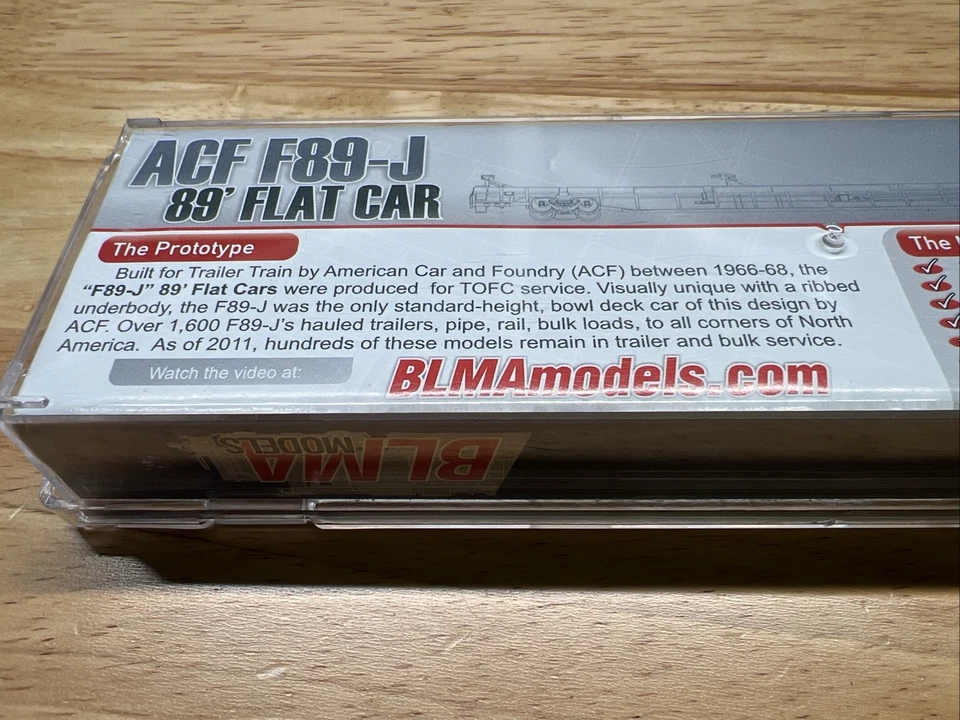 ACF F89-J
89' FLAT CAR
The Prototype
Built for Trailer Train by American Car and Foundry (ACF) between 1966-68, the
“F89-J” 89' Flat Cars were produced for TOFC service. Visually unique with a ribbed
underbody, the F89-J was the only standard-height, bowl deck car of this design by
ACF. Over 1,600 F89-J's hauled trailers, pipe, rail, bulk loads, to all corners of North
America. As of 2011, hundreds of these models remain in trailer and bulk service.
Watch the video at:
BLMAmodels.com
The
BLMA
MODELS